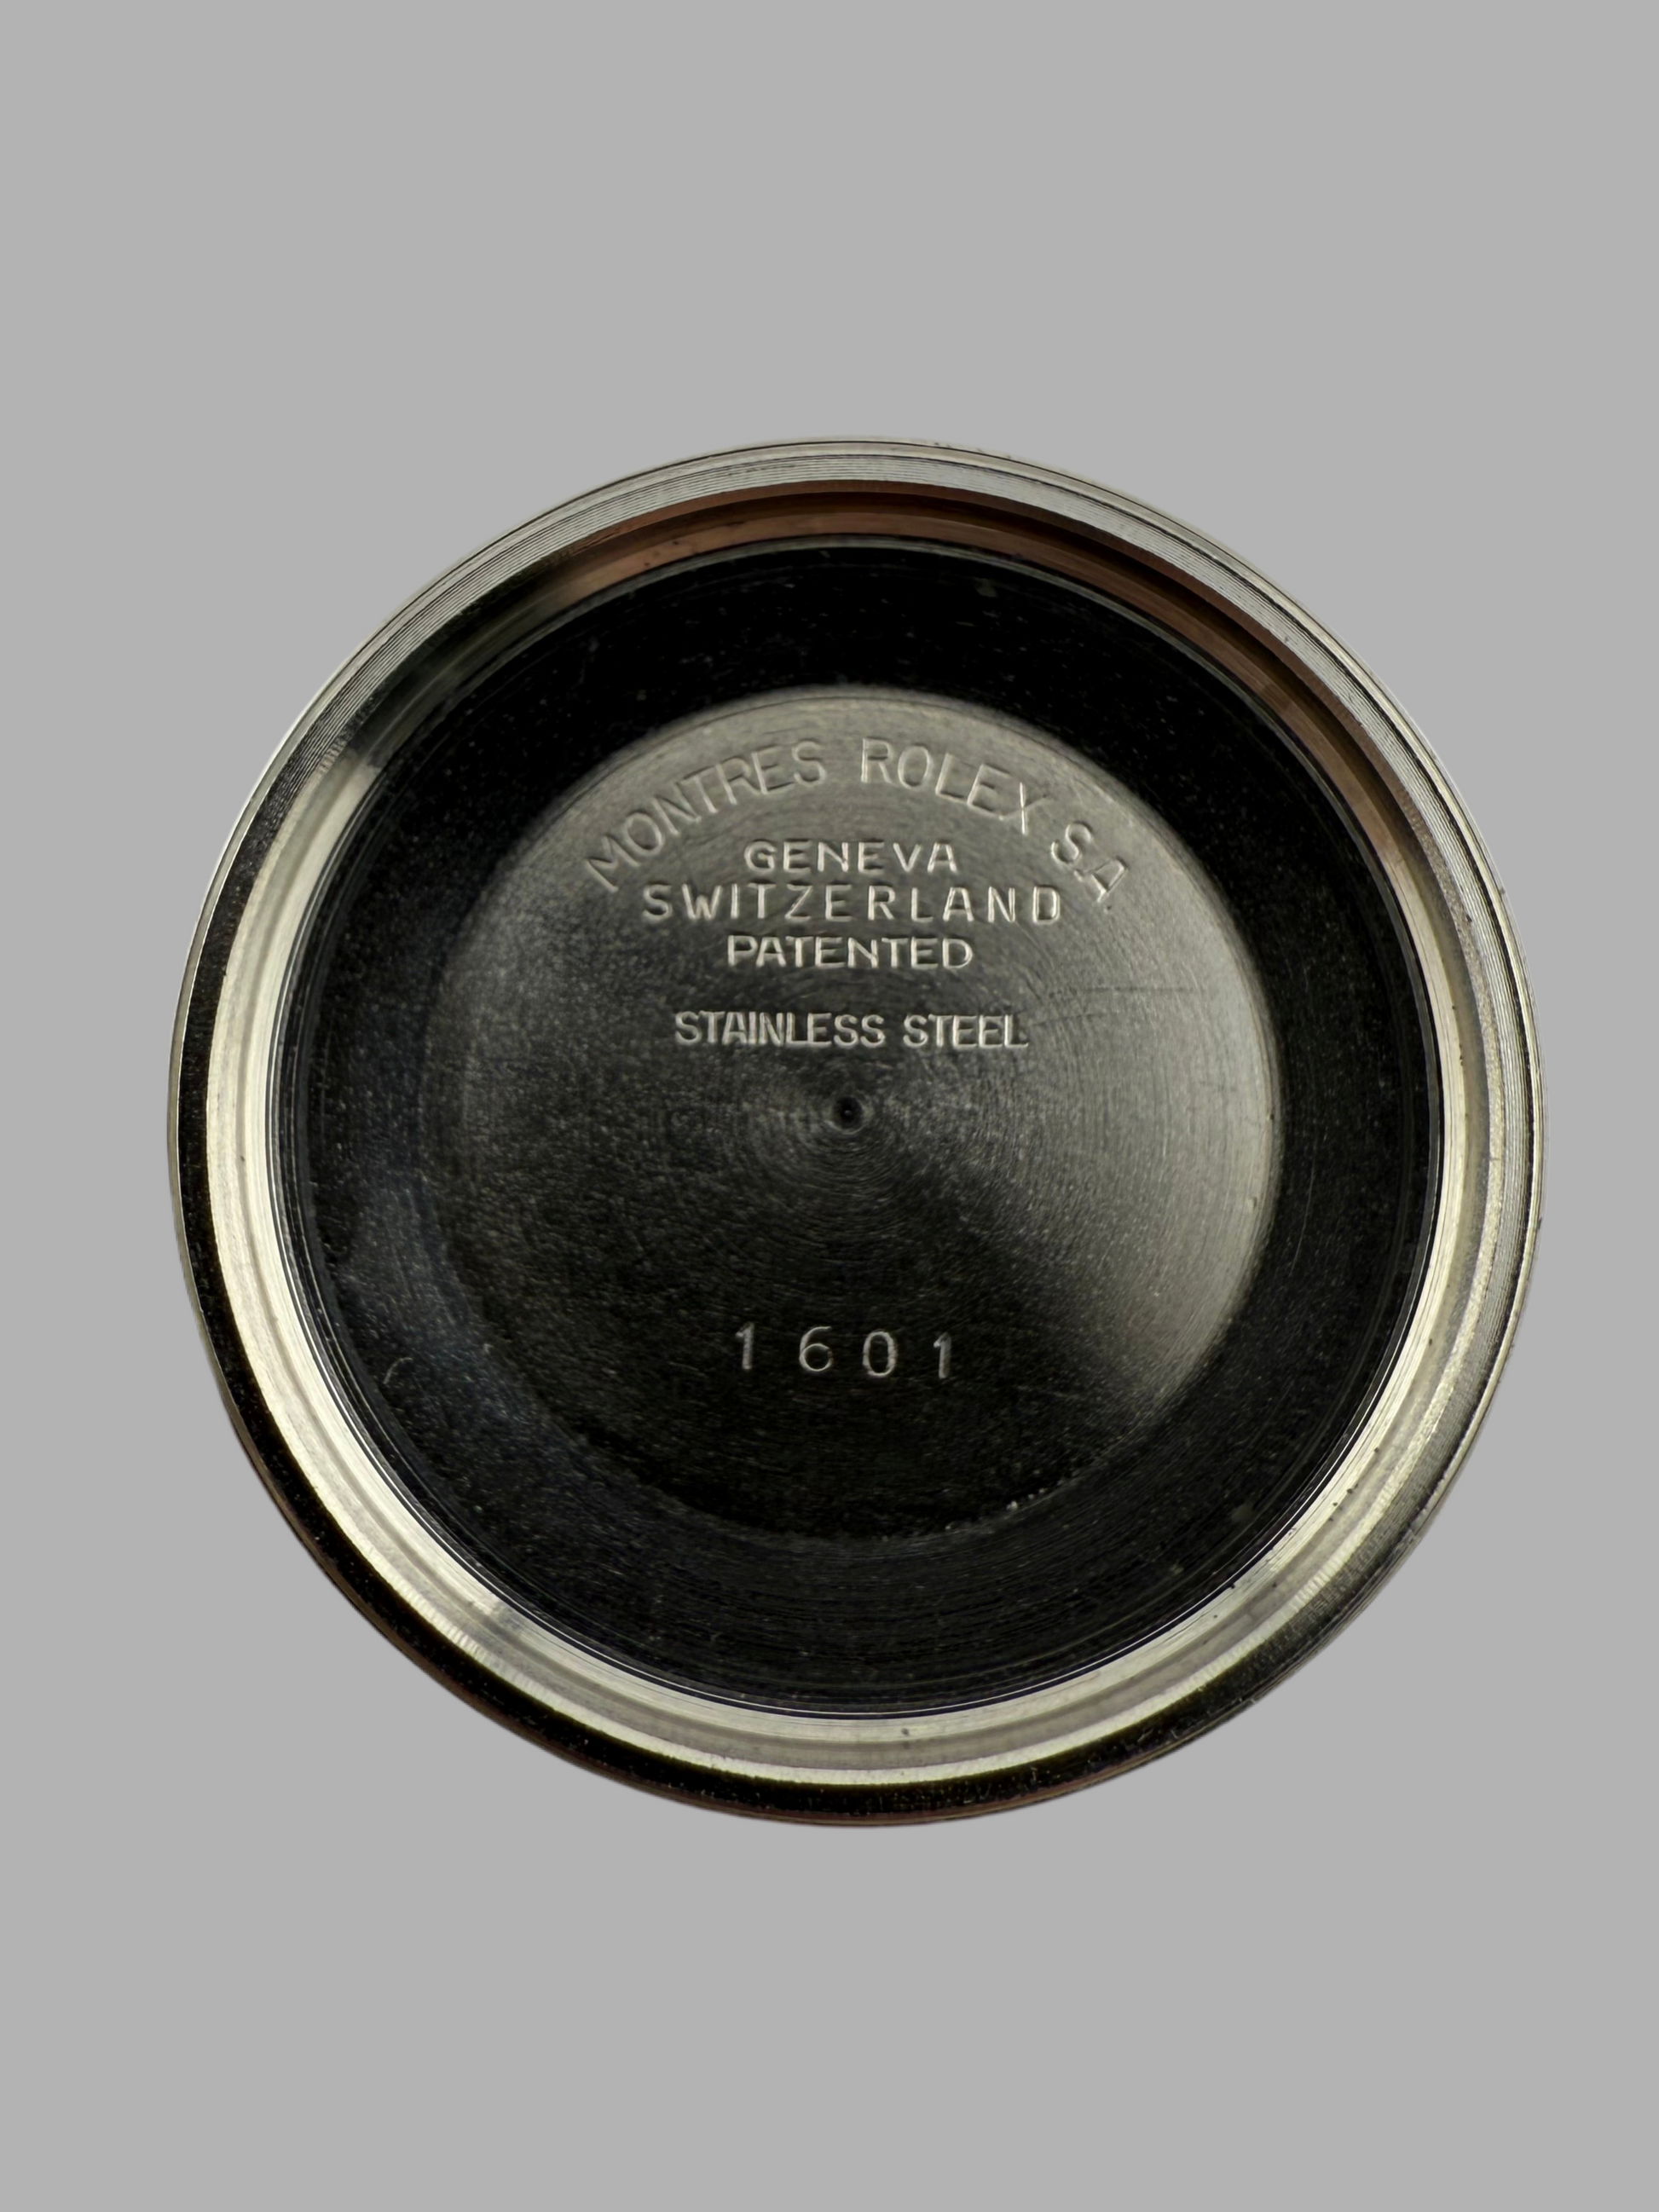 MONTRES ROLEX S.A
GENEVA
SWITZERLAND
PATENTED
STAINLESS STEEL
1601